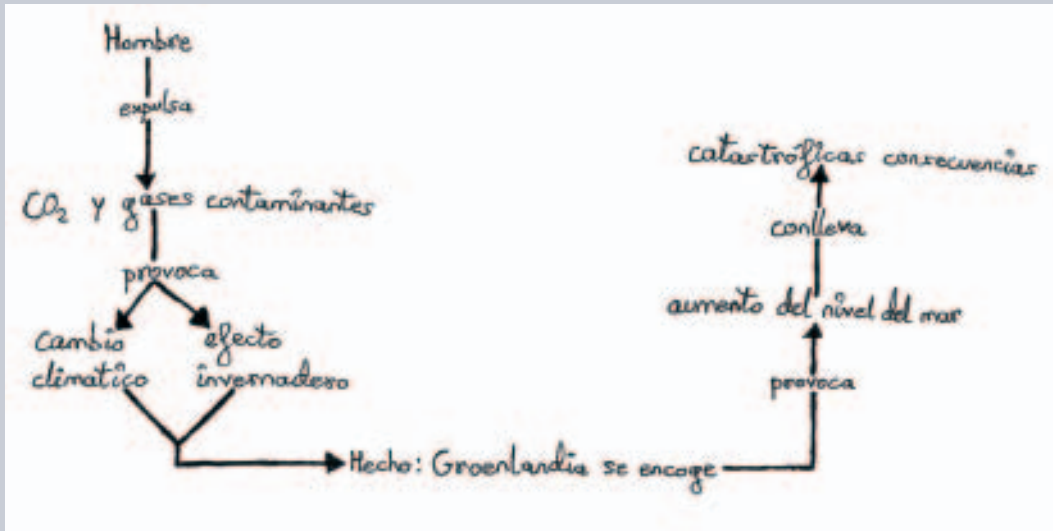 Hombre
expulsa
CO₂ y gases contaminantes
provoca
cambio
climático
efecto
invernadero
Hecho: Groenlandia se encoge
provoca
aumento del nivel del mar
conlleva
catastróficas consecuencias